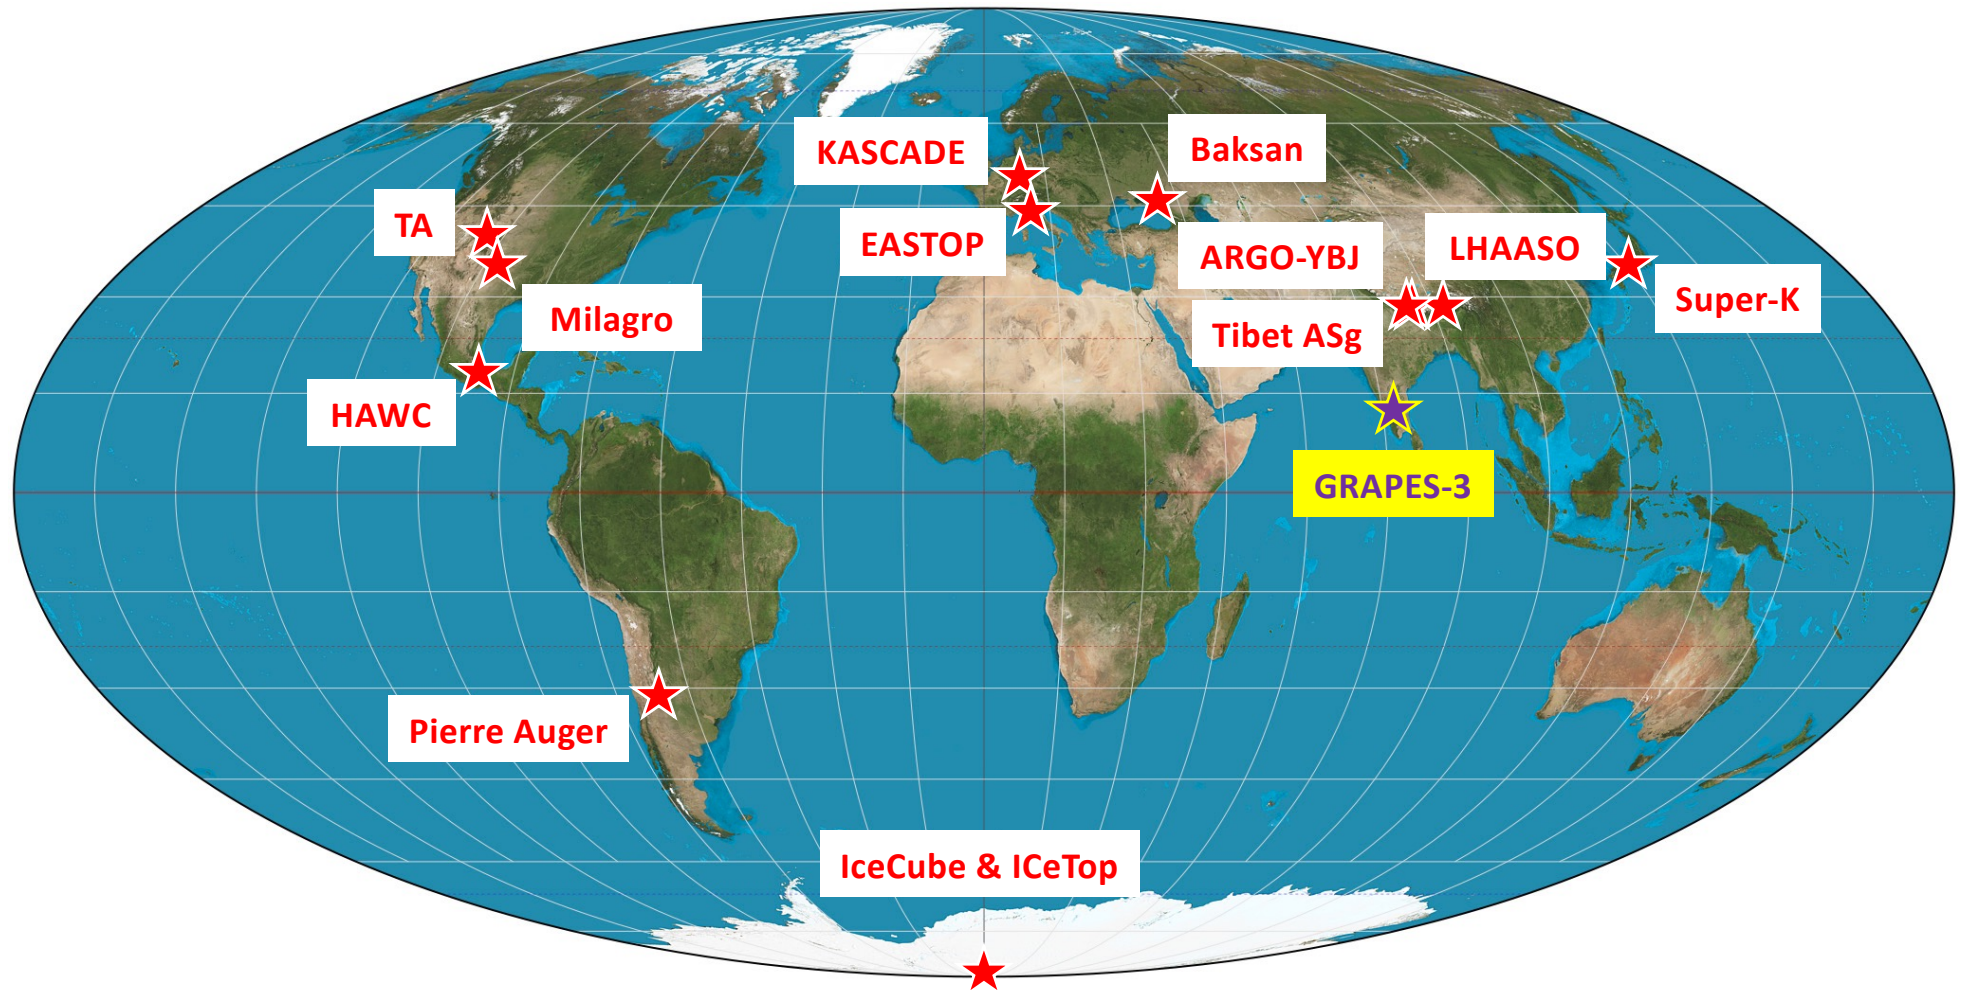 KASCADE
Baksan
TA
EASTOP
ARGO-YBJ
LHAASO
Super-K
Milagro
Tibet ASg
HAWC
GRAPES-3
Pierre Auger
IceCube & ICeTop